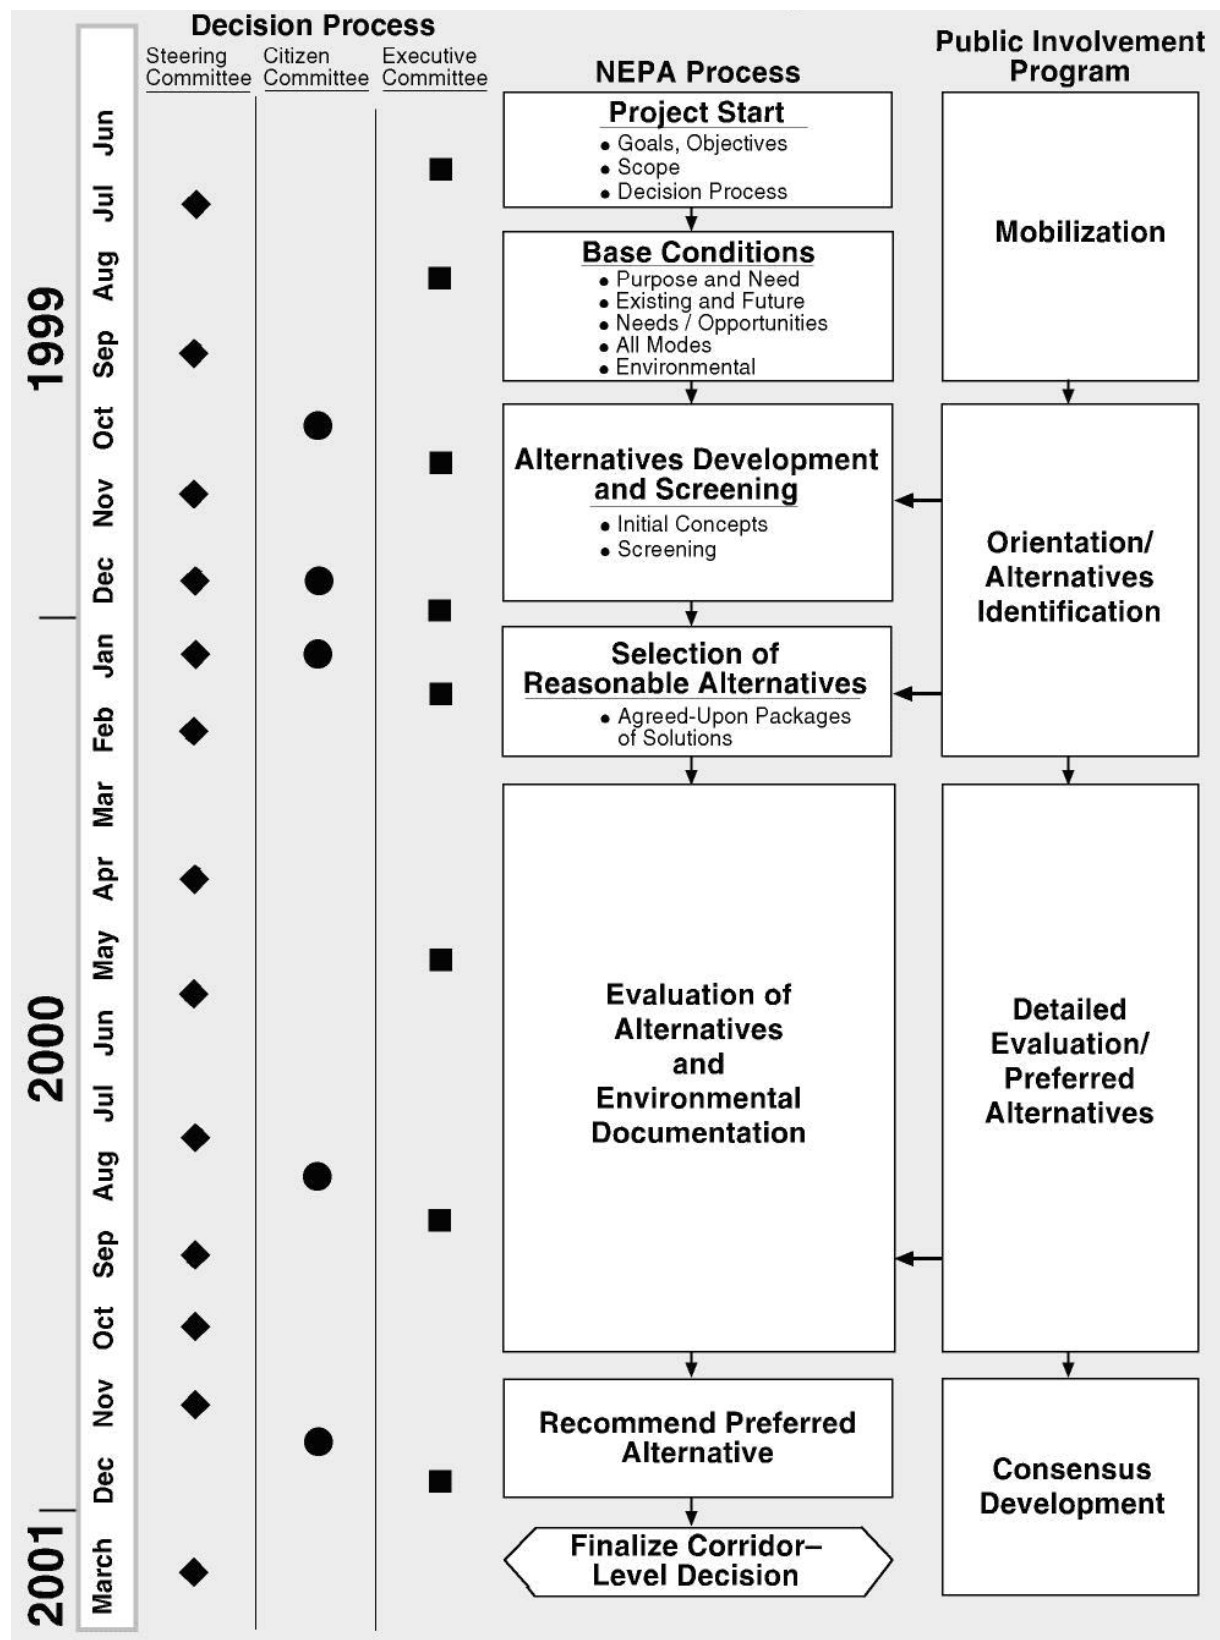 Decision Process
Steering
Committee
Citizen
Committee
Executive
Committee
1999
2000
2001
Jun
Jul
Aug
Sep
Oct
Nov
Dec
Jan
Feb
Mar
Apr
May
Jun
Jul
Aug
Sep
Oct
Nov
Dec
March
NEPA Process
Project Start
• Goals, Objectives
• Scope
• Decision Process
Base Conditions
• Purpose and Need
• Existing and Future
• Needs / Opportunities
• All Modes
• Environmental
Alternatives Development
and Screening
• Initial Concepts
• Screening
Selection of
Reasonable Alternatives
• Agreed-Upon Packages
of Solutions
Evaluation of
Alternatives
and
Environmental
Documentation
Recommend Preferred
Alternative
Finalize Corridor–
Level Decision
Public Involvement
Program
Mobilization
Orientation/
Alternatives
Identification
Detailed
Evaluation/
Preferred
Alternatives
Consensus
Development